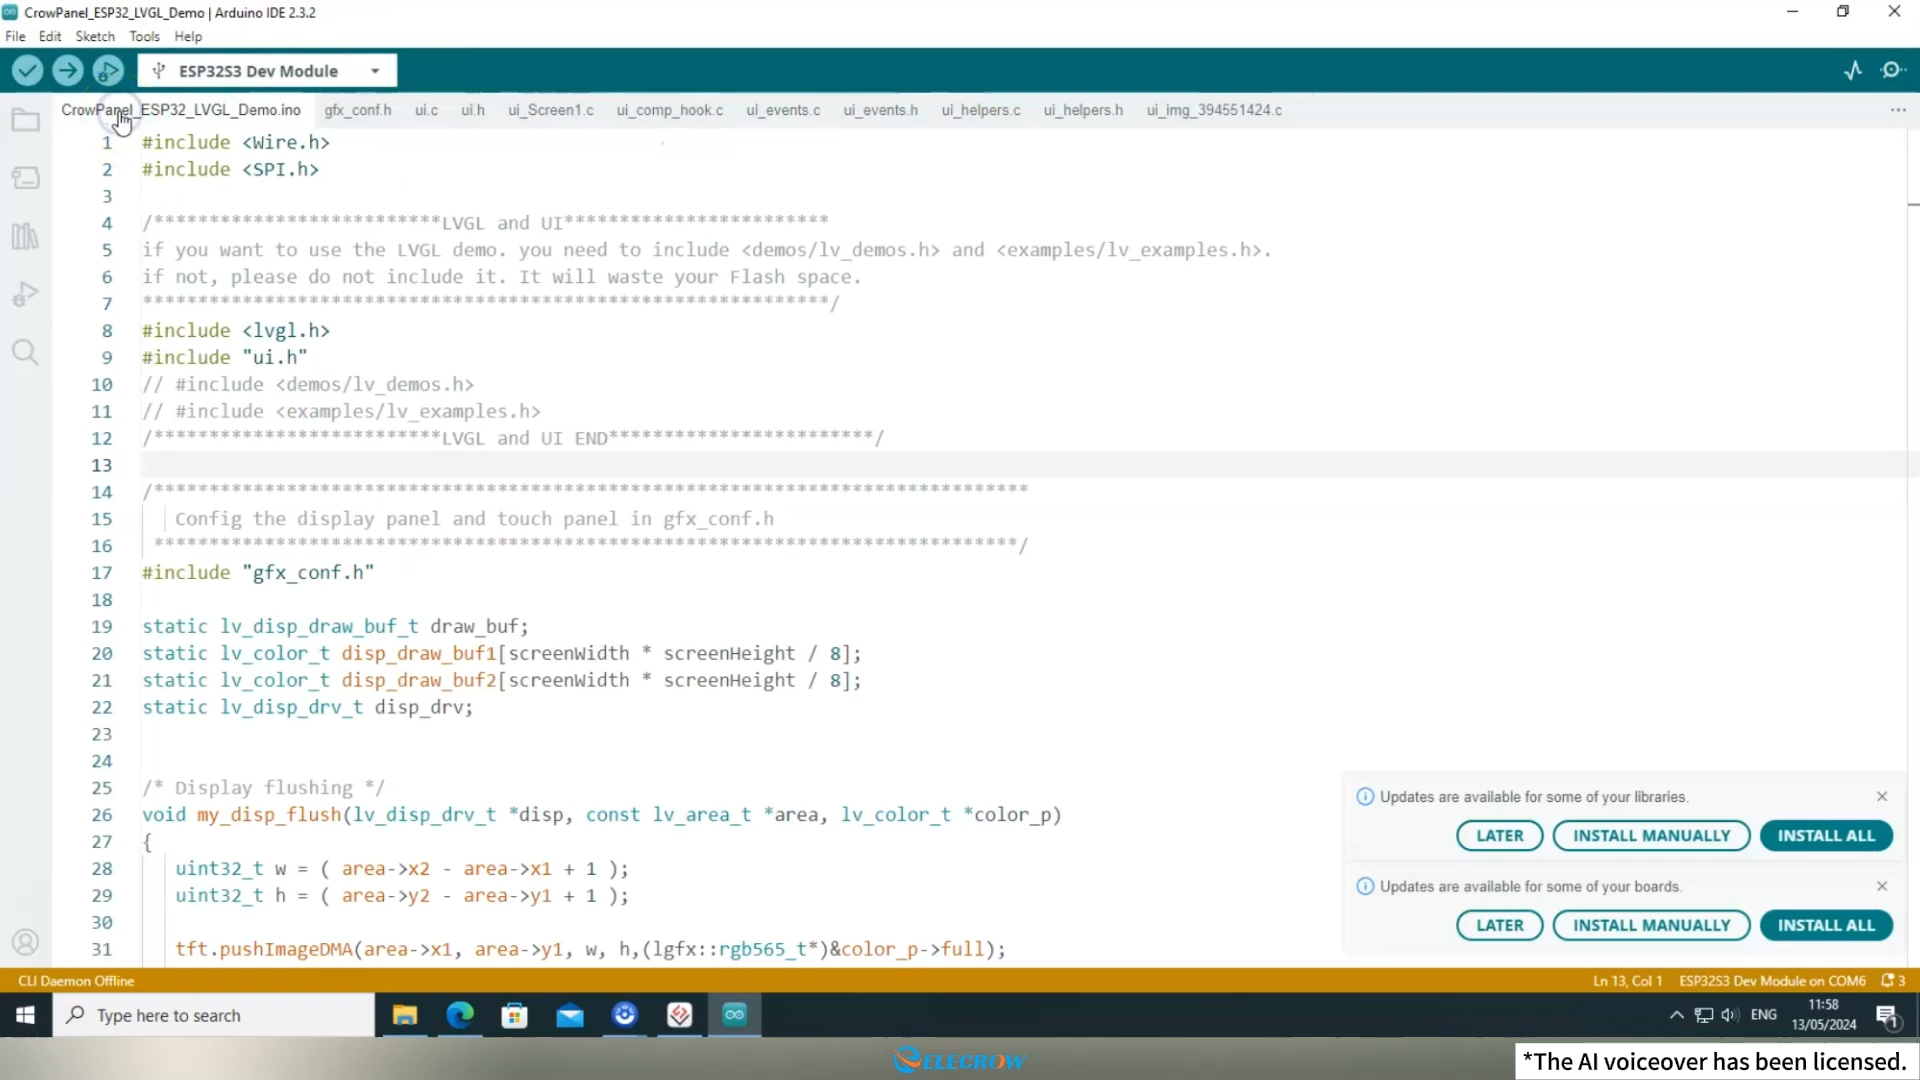 CrowPanel_ESP32_LVGL_Demo | Arduino IDE 2.3.2
File Edit Sketch Tools Help
ESP32S3 Dev Module
CrowPanel_ESP32_LVGL_Demo.ino gfx_conf.h ui.c ui.h ui_Screen1.c ui_comp_hook.c ui_events.c ui_events.h ui_helpers.c ui_helpers.h ui_img_394551424.c
1 #include <Wire.h>
2 #include <SPI.h>
3
4 /**************************LVGL and UI************************
5 if you want to use the LVGL demo. you need to include <demos/lv_demos.h> and <examples/lv_examples.h>.
6 if not, please do not include it. It will waste your Flash space.
7 **************************************************************/
8 #include <lvgl.h>
9 #include "ui.h"
10 // #include <demos/lv_demos.h>
11 // #include <examples/lv_examples.h>
12 /**************************LVGL and UI END************************/
13
14 /*******************************************************************************
15 Config the display panel and touch panel in gfx_conf.h
16 ******************************************************************************/
17 #include "gfx_conf.h"
18
19 static lv_disp_draw_buf_t draw_buf;
20 static lv_color_t disp_draw_buf1[screenWidth * screenHeight / 8];
21 static lv_color_t disp_draw_buf2[screenWidth * screenHeight / 8];
22 static lv_disp_drv_t disp_drv;
23
24
25 /* Display flushing */
26 void my_disp_flush(lv_disp_drv_t *disp, const lv_area_t *area, lv_color_t *color_p)
27 {
28 uint32_t w = ( area->x2 - area->x1 + 1 );
29 uint32_t h = ( area->y2 - area->y1 + 1 );
30
31 tft.pushImageDMA(area->x1, area->y1, w, h,(lgfx::rgb565_t*)&color_p->full);
Updates are available for some of your libraries.
LATER INSTALL MANUALLY INSTALL ALL
Updates are available for some of your boards.
LATER INSTALL MANUALLY INSTALL ALL
CLI Daemon Offline Ln 13, Col 1 ESP32S3 Dev Module on COM6 3
Type here to search ENG 11:58
13/05/2024 1
ELECROW
*The AI voiceover has been licensed.